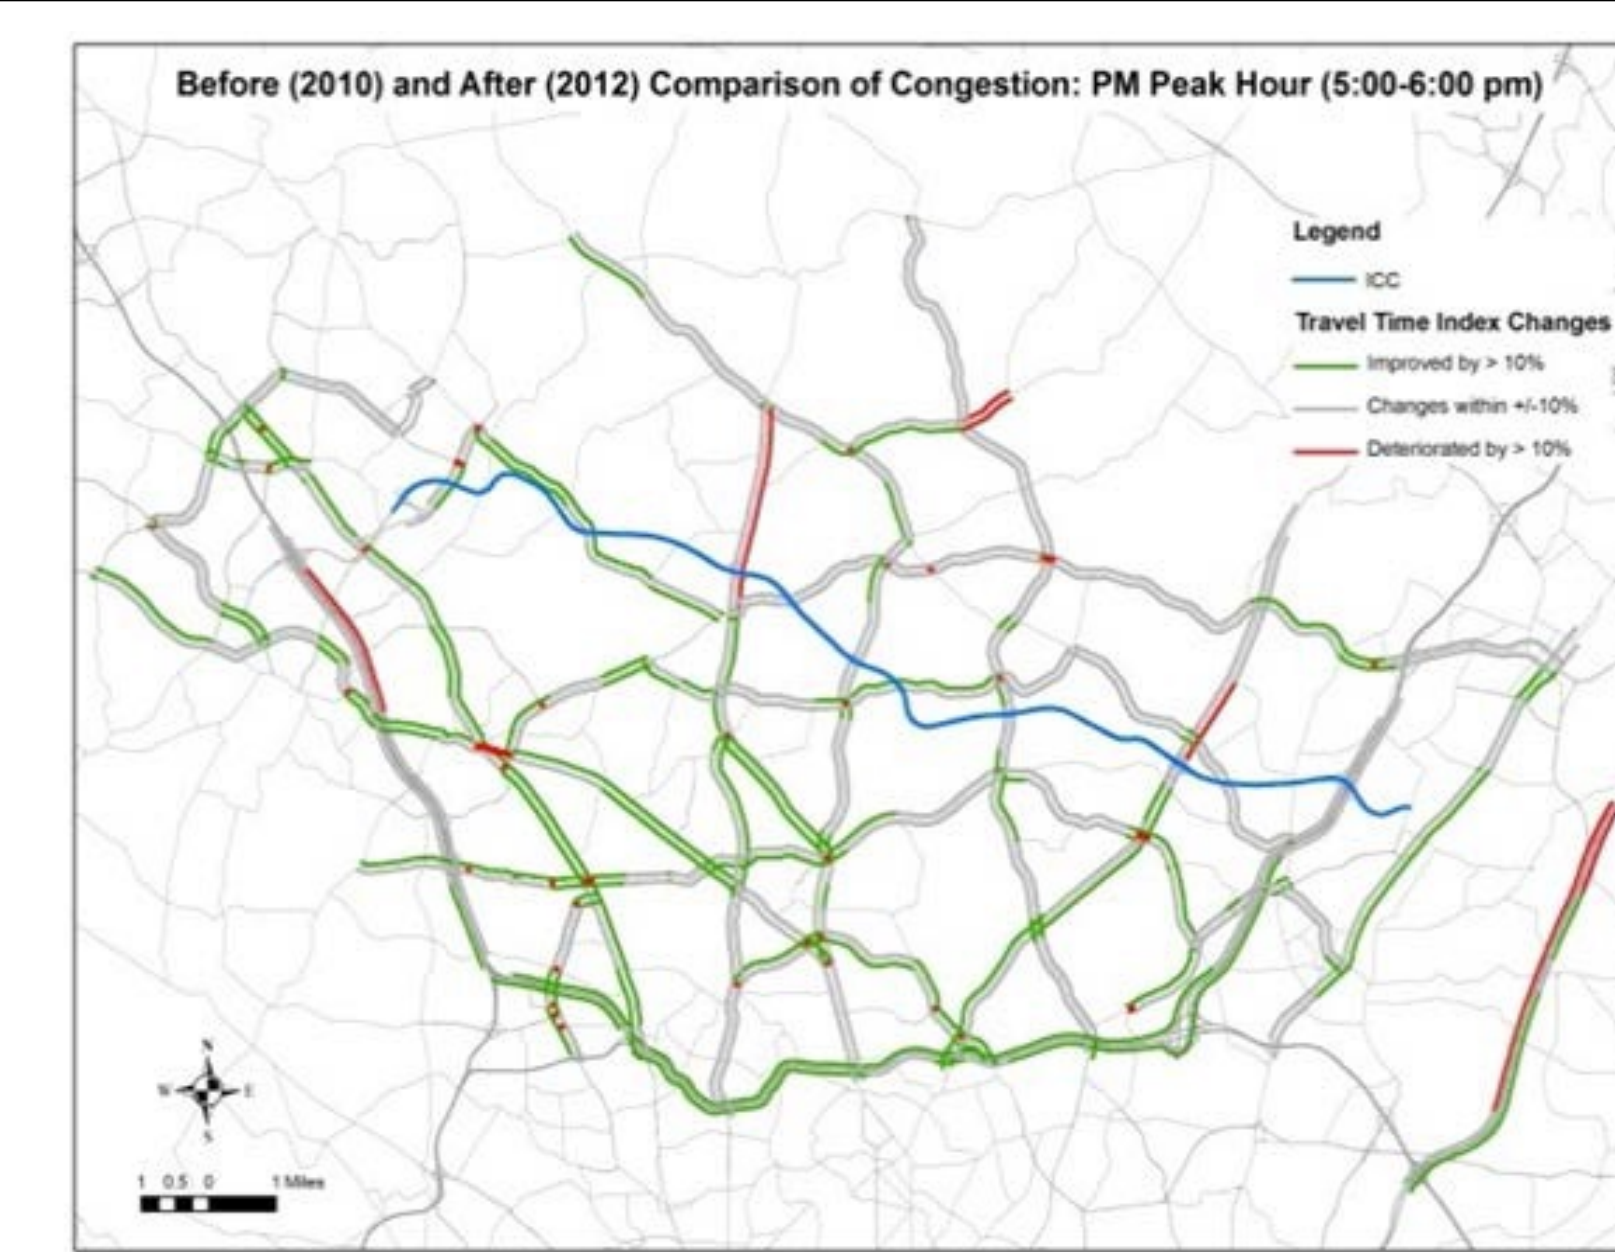 Before (2010) and After (2012) Comparison of Congestion: PM Peak Hour (5:00-6:00 pm)
Legend
ICC
Travel Time Index Changes
Improved by > 10%
Changes within +/-10%
Deteriorated by > 10%
N
W E
S
1 0.5 0 1 Miles